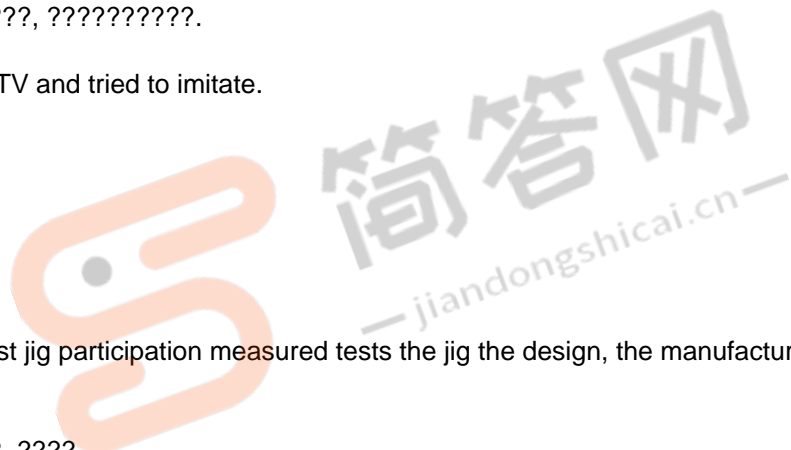 ???, ??????????.
TV and tried to imitate.
简答网
jiandongshicai.cn
st jig participation measured tests the jig the design, the manufactur
????